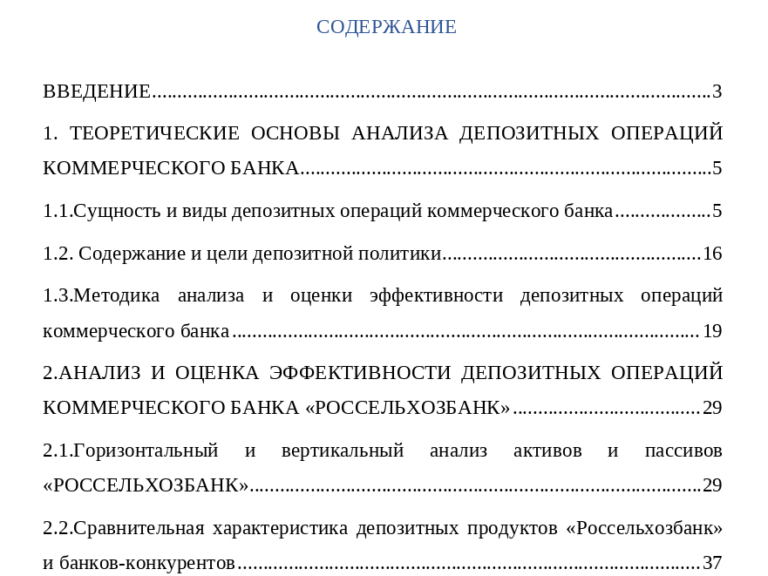 СОДЕРЖАНИЕ
ВВЕДЕНИЕ................................................................................................................3
1. ТЕОРЕТИЧЕСКИЕ ОСНОВЫ АНАЛИЗА ДЕПОЗИТНЫХ ОПЕРАЦИЙ
КОММЕРЧЕСКОГО БАНКА..................................................................................5
1.1.Сущность и виды депозитных операций коммерческого банка...................5
1.2. Содержание и цели депозитной политики...................................................16
1.3.Методика анализа и оценки эффективности депозитных операций
коммерческого банка............................................................................................19
2.АНАЛИЗ И ОЦЕНКА ЭФФЕКТИВНОСТИ ДЕПОЗИТНЫХ ОПЕРАЦИЙ
КОММЕРЧЕСКОГО БАНКА «РОССЕЛЬХОЗБАНК».....................................29
2.1.Горизонтальный и вертикальный анализ активов и пассивов
«РОССЕЛЬХОЗБАНК».........................................................................................29
2.2.Сравнительная характеристика депозитных продуктов «Россельхозбанк»
и банков-конкурентов...........................................................................................37